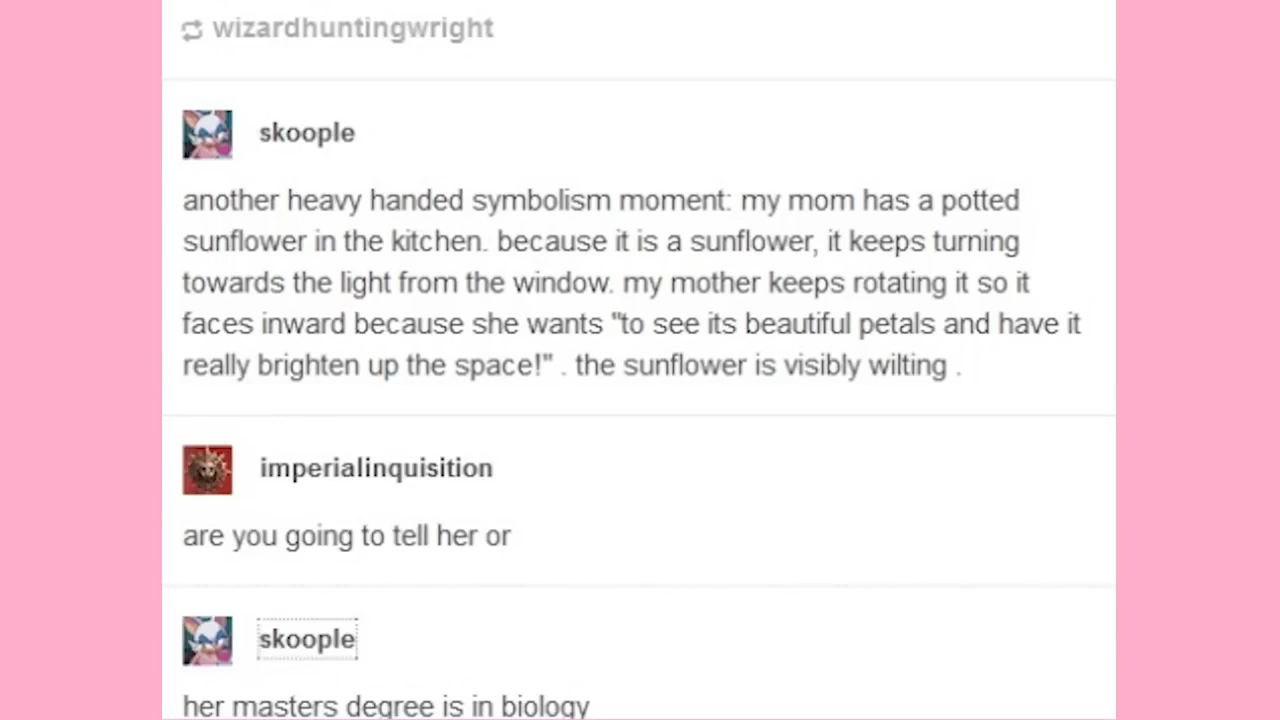 wizardhuntingwright
skoople
another heavy handed symbolism moment: my mom has a potted
sunflower in the kitchen. because it is a sunflower, it keeps turning
towards the light from the window. my mother keeps rotating it so it
faces inward because she wants "to see its beautiful petals and have it
really brighten up the space!" . the sunflower is visibly wilting .
imperialinquisition
are you going to tell her or
skoople
her masters degree is in biology